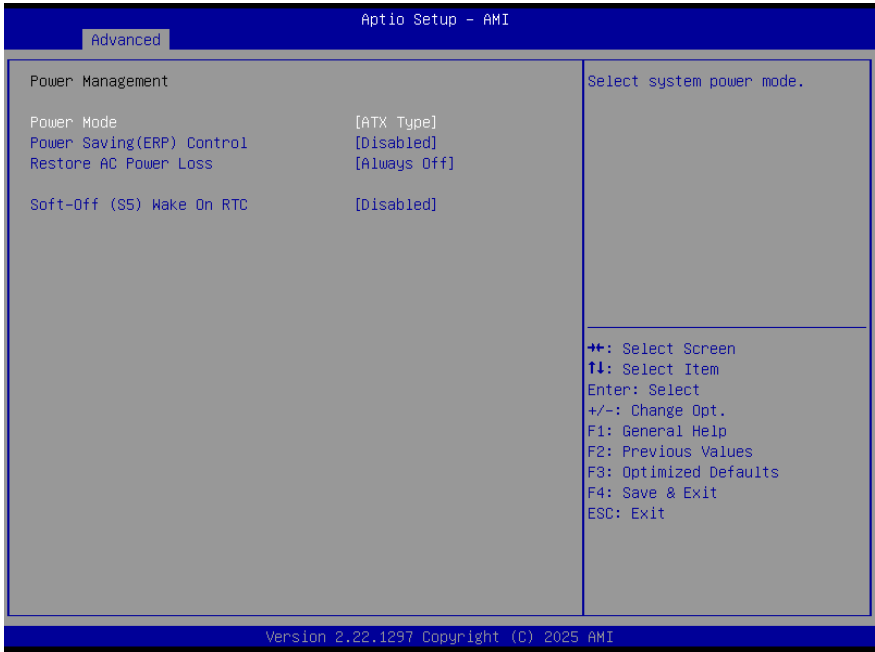 Aptio Setup - AMI
Advanced
Power Management
Power Mode [ATX Type]
Power Saving(ERP) Control [Disabled]
Restore AC Power Loss [Always Off]
Soft-Off (S5) Wake On RTC [Disabled]
Select system power mode.
→←: Select Screen
↑↓: Select Item
Enter: Select
+/-: Change Opt.
F1: General Help
F2: Previous Values
F3: Optimized Defaults
F4: Save & Exit
ESC: Exit
Version 2.22.1297 Copyright (C) 2025 AMI